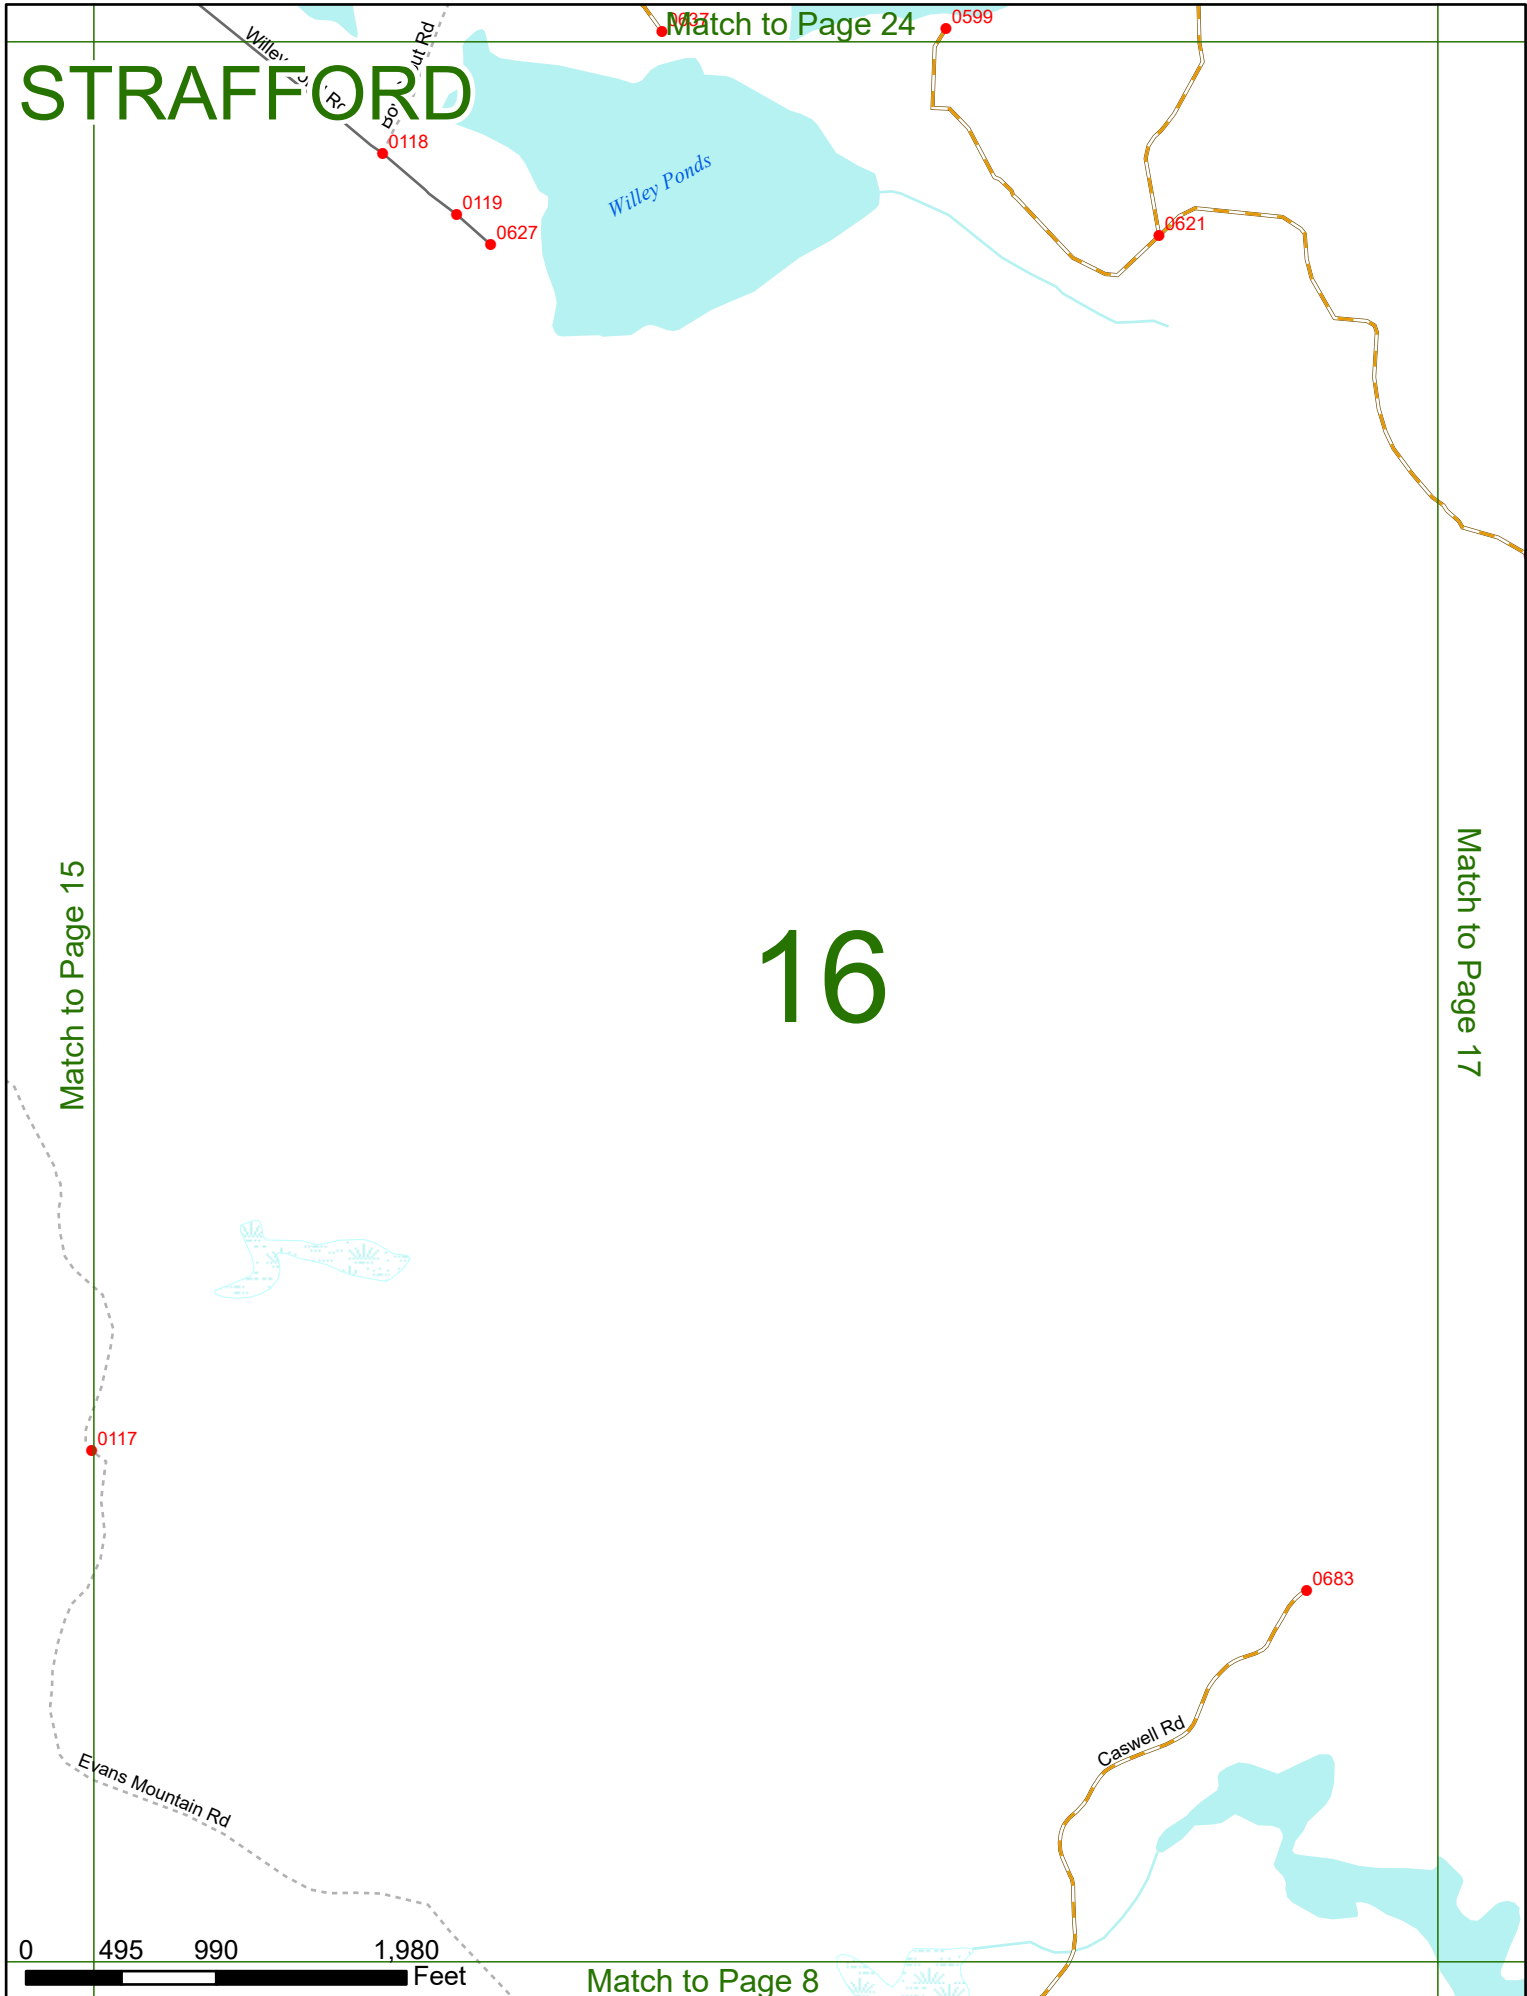 Match to Page 24
0637
0599
STRAFFORD
Rd
0118
0119
0627
Willey Ponds
0621
Match to Page 15
16
Match to Page 17
0117
0683
Caswell Rd
Evans Mountain Rd
0 495 990 1,980
Feet
Match to Page 8